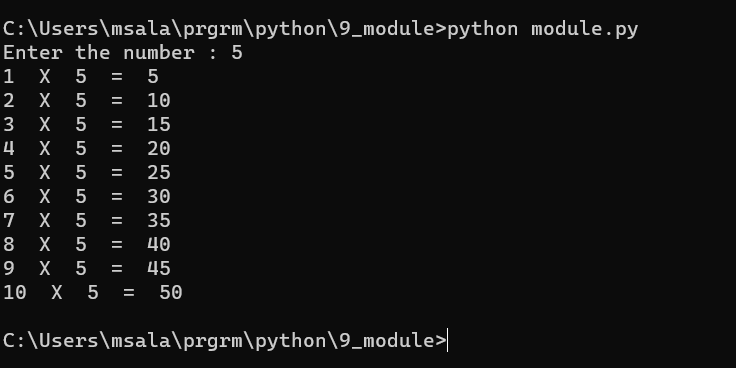 C:\Users\msala\prgrm\python\9_module>python module.py
Enter the number : 5
1  X  5  =  5
2  X  5  =  10
3  X  5  =  15
4  X  5  =  20
5  X  5  =  25
6  X  5  =  30
7  X  5  =  35
8  X  5  =  40
9  X  5  =  45
10  X  5  =  50
C:\Users\msala\prgrm\python\9_module>